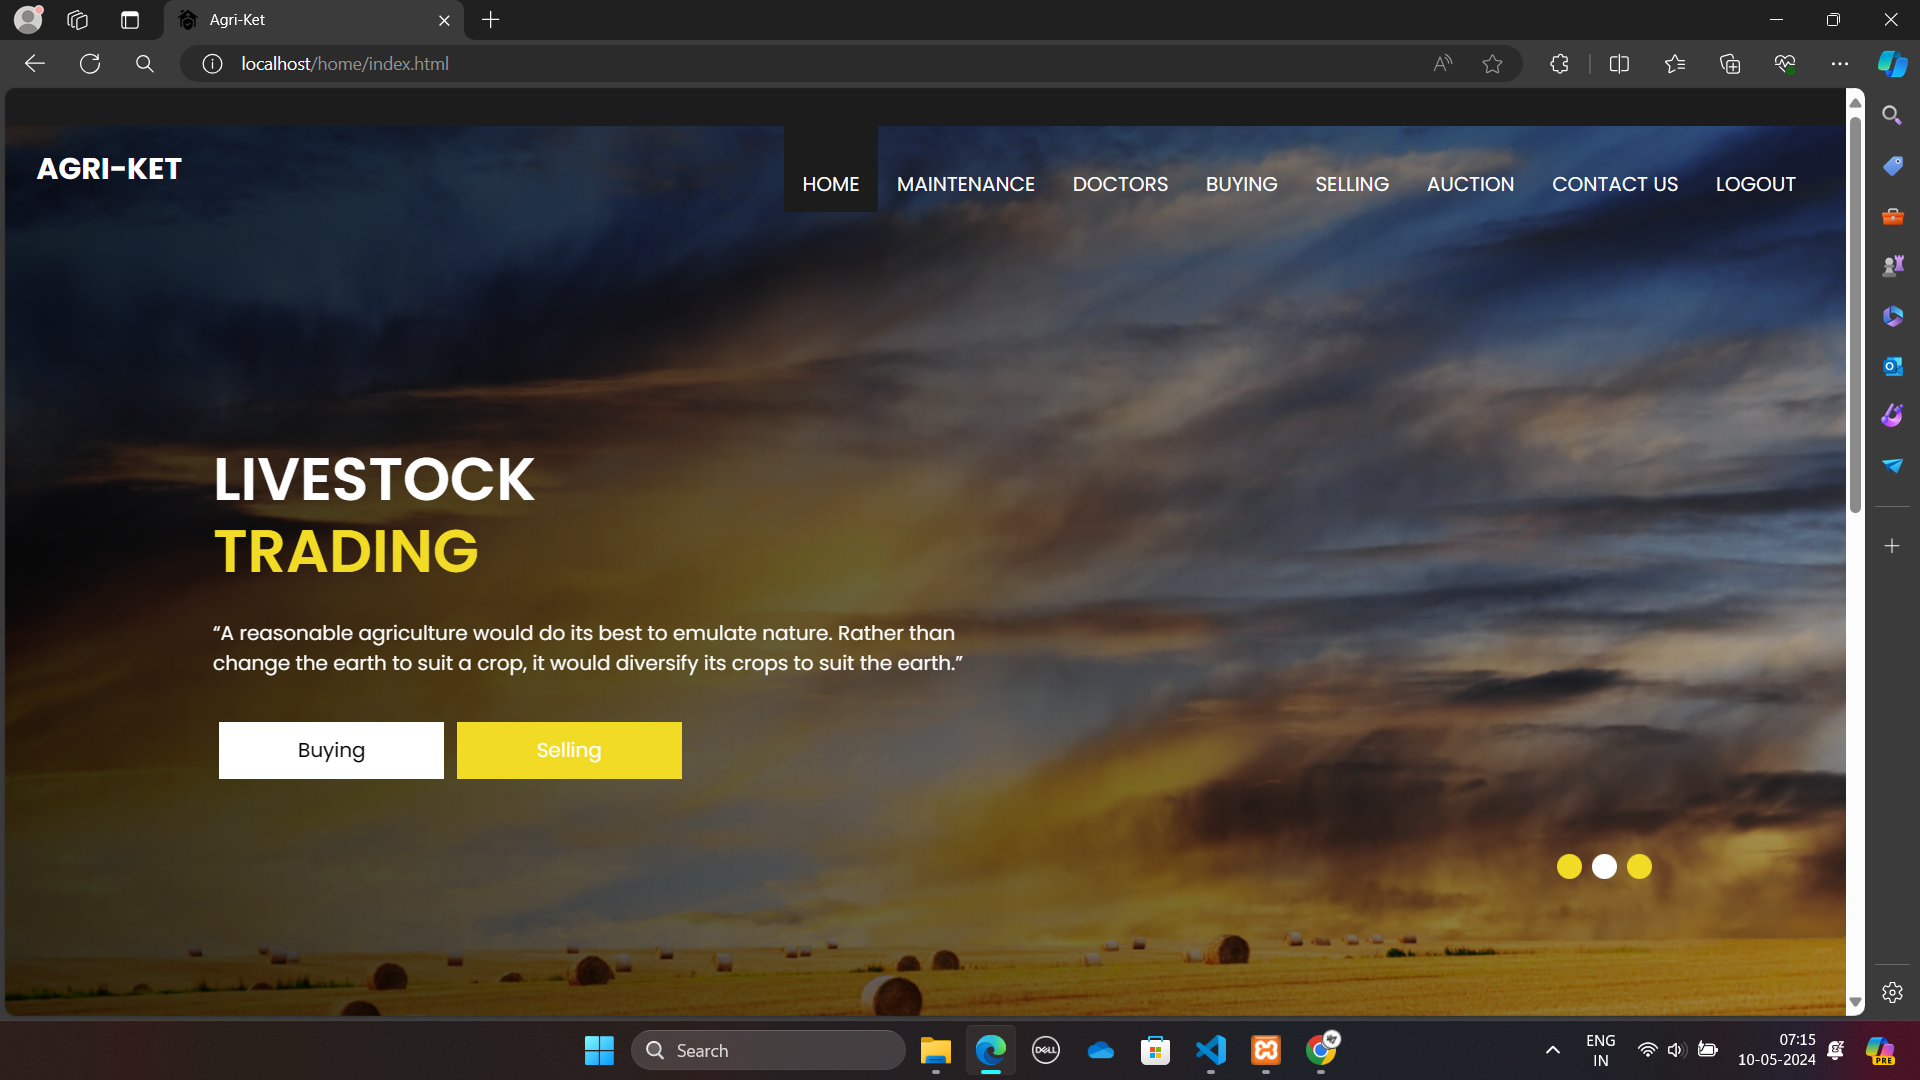 Agri-Ket
localhost/home/index.html
AGRI-KET
HOME MAINTENANCE DOCTORS BUYING SELLING AUCTION CONTACT US LOGOUT
LIVESTOCK
TRADING
“A reasonable agriculture would do its best to emulate nature. Rather than
change the earth to suit a crop, it would diversify its crops to suit the earth.”
Buying Selling
Search
DELL
ENG
IN
07:15
10-05-2024
PRE